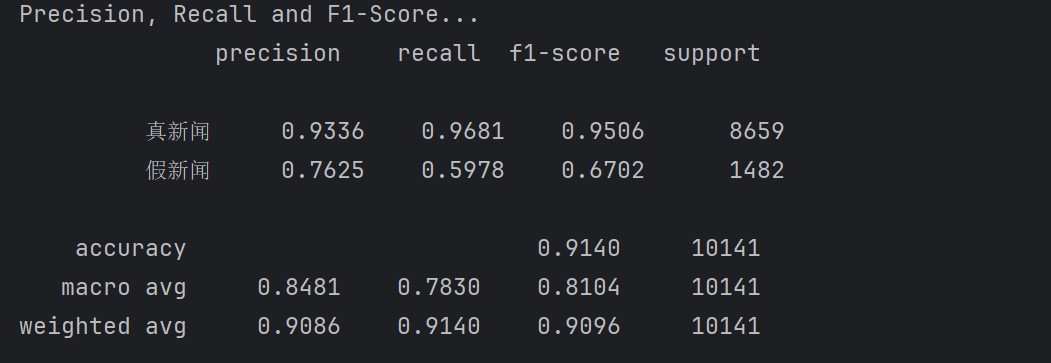 Precision, Recall and F1-Score...
precision recall f1-score support
真新闻 0.9336 0.9681 0.9506 8659
假新闻 0.7625 0.5978 0.6702 1482
accuracy 0.9140 10141
macro avg 0.8481 0.7830 0.8104 10141
weighted avg 0.9086 0.9140 0.9096 10141